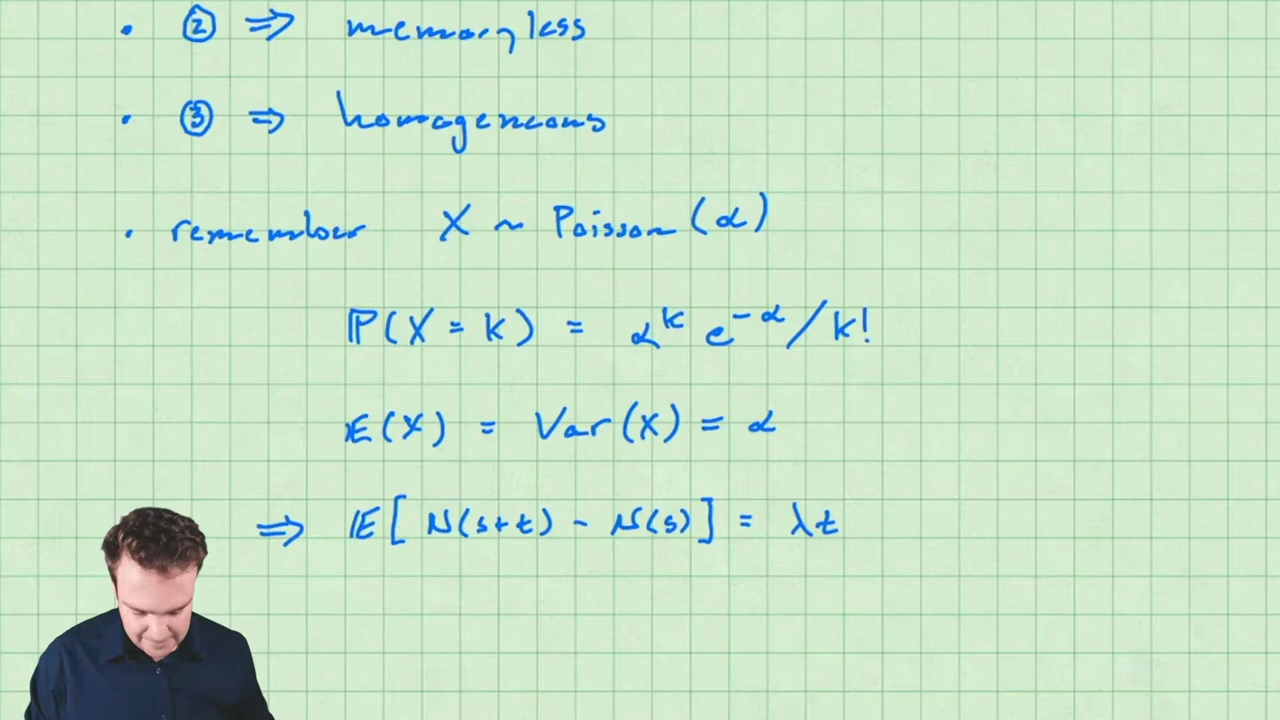 • ② ⇒ memoryless
• ③ ⇒ homogeneous
• remember X ~ Poisson(α)
ℙ(X = k) = α^k e^{-α} / k!
𝔼(X) = Var(X) = α
⇒ 𝔼[N(s+t) - N(s)] = λt